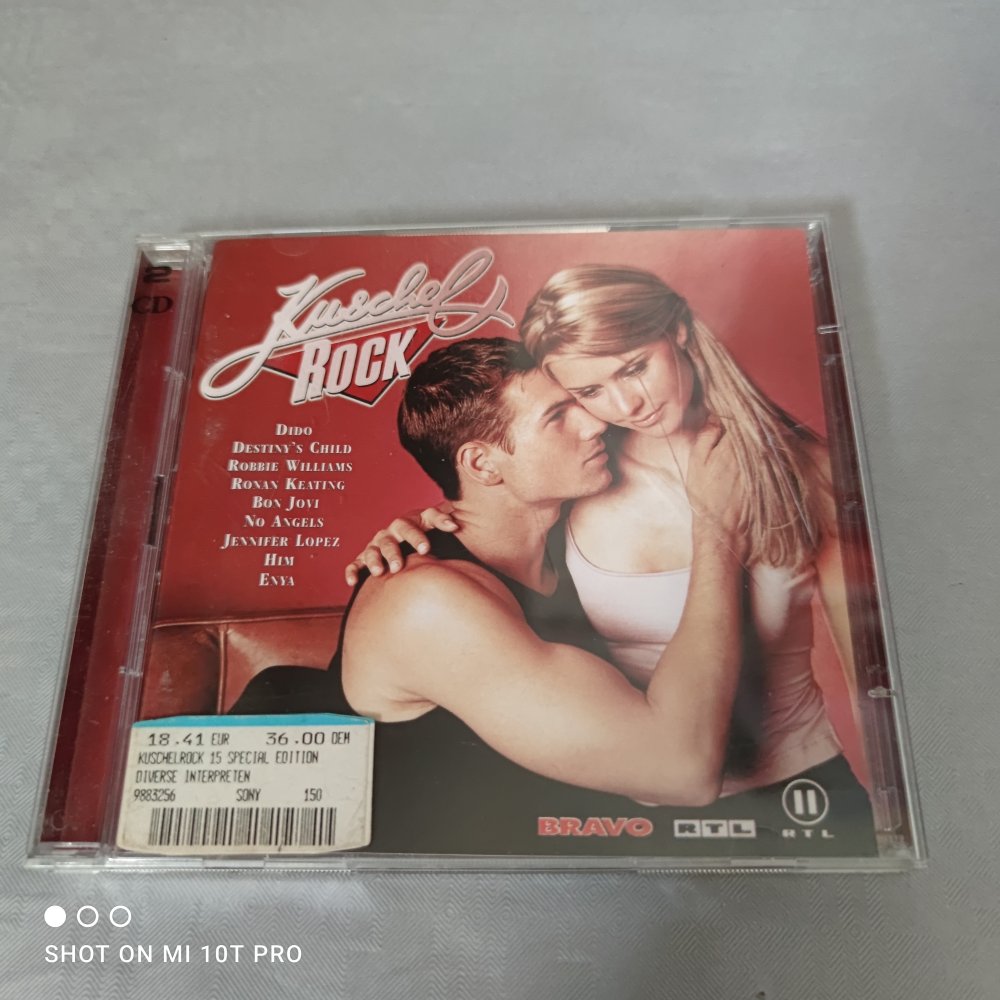 2
CD
Kuschel
ROCK
DIDO
DESTINY'S CHILD
ROBBIE WILLIAMS
RONAN KEATING
BON JOVI
NO ANGELS
JENNIFER LOPEZ
HIM
ENYA
18.41 EUR 36.00 DEM
KUSCHELROCK 15 SPECIAL EDITION
DIVERSE INTERPRETEN
9883256 SONY 150
BRAVO RTL II RTL
SHOT ON MI 10T PRO